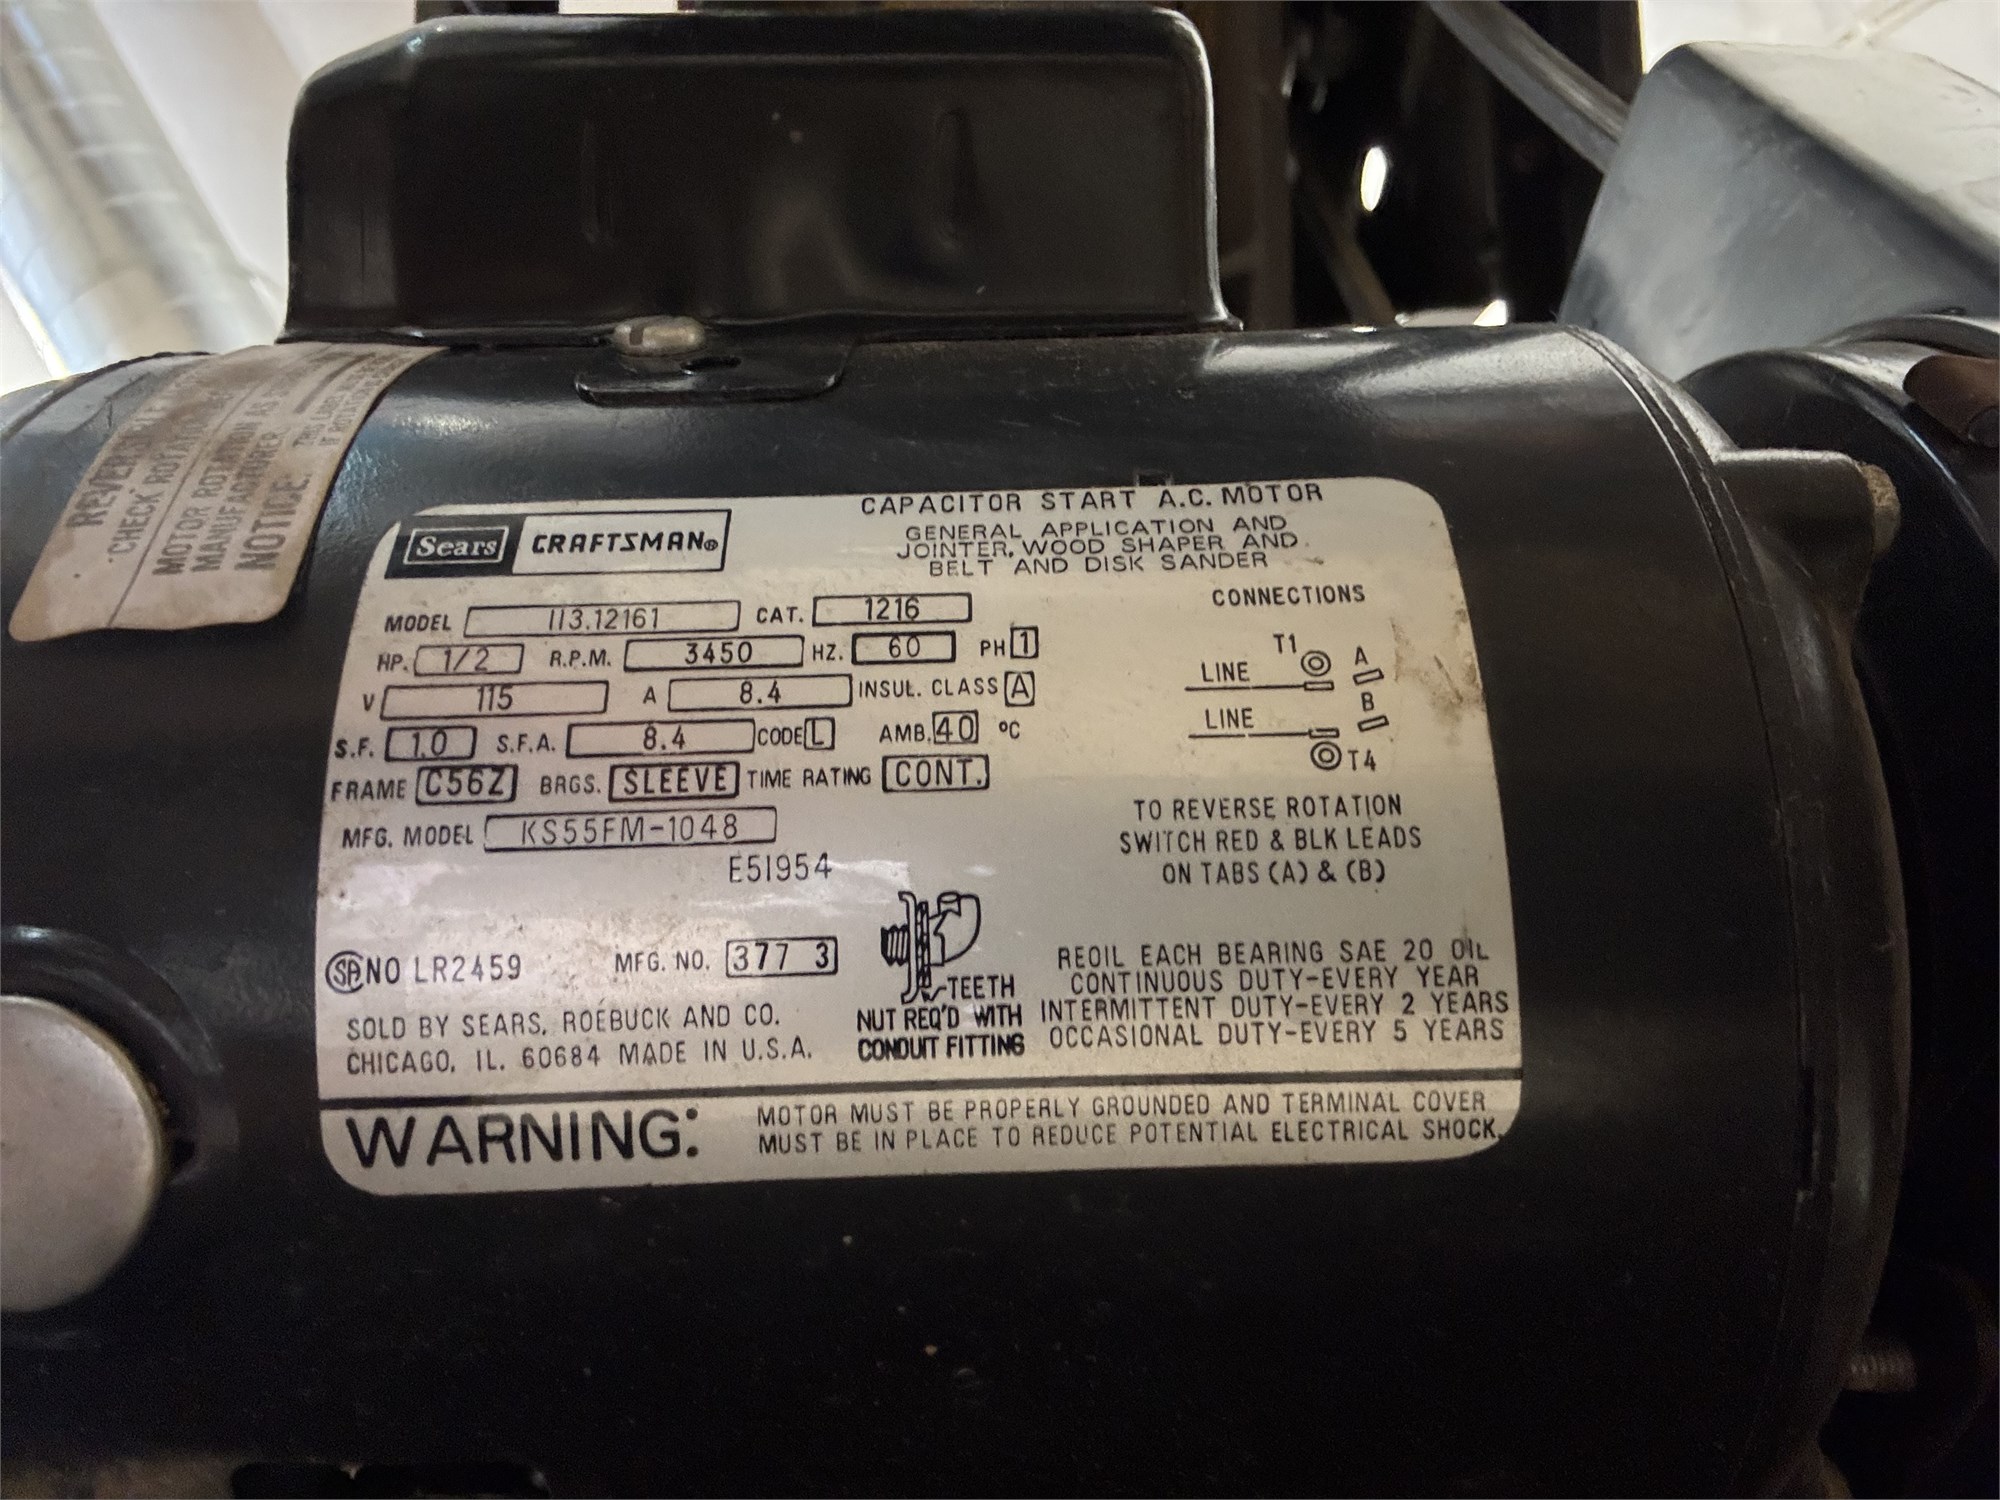 REVERSIBLE
CHECK ROTATION
MOTOR ROTATION AS
MANUFACTURER
NOTICE: THIS LABEL
IF ROTATION
Sears CRAFTSMAN®
CAPACITOR START A.C. MOTOR
GENERAL APPLICATION AND
JOINTER, WOOD SHAPER AND
BELT AND DISK SANDER
MODEL 113.12161 CAT. 1216
HP. 1/2 R.P.M. 3450 HZ. 60 PH 1
V 115 A 8.4 INSUL. CLASS A
S.F. 1.0 S.F.A. 8.4 CODE L AMB. 40 °C
FRAME C56Z BRGS. SLEEVE TIME RATING CONT.
MFG. MODEL KS55FM-1048
E51954
CONNECTIONS
T1
LINE A
LINE B
T4
TO REVERSE ROTATION
SWITCH RED & BLK LEADS
ON TABS (A) & (B)
SA NO LR2459 MFG. NO. 377 3
SOLD BY SEARS, ROEBUCK AND CO.
CHICAGO, IL. 60684 MADE IN U.S.A.
TEETH
NUT REQ'D WITH
CONDUIT FITTING
REOIL EACH BEARING SAE 20 OIL
CONTINUOUS DUTY-EVERY YEAR
INTERMITTENT DUTY-EVERY 2 YEARS
OCCASIONAL DUTY-EVERY 5 YEARS
WARNING: MOTOR MUST BE PROPERLY GROUNDED AND TERMINAL COVER
MUST BE IN PLACE TO REDUCE POTENTIAL ELECTRICAL SHOCK.